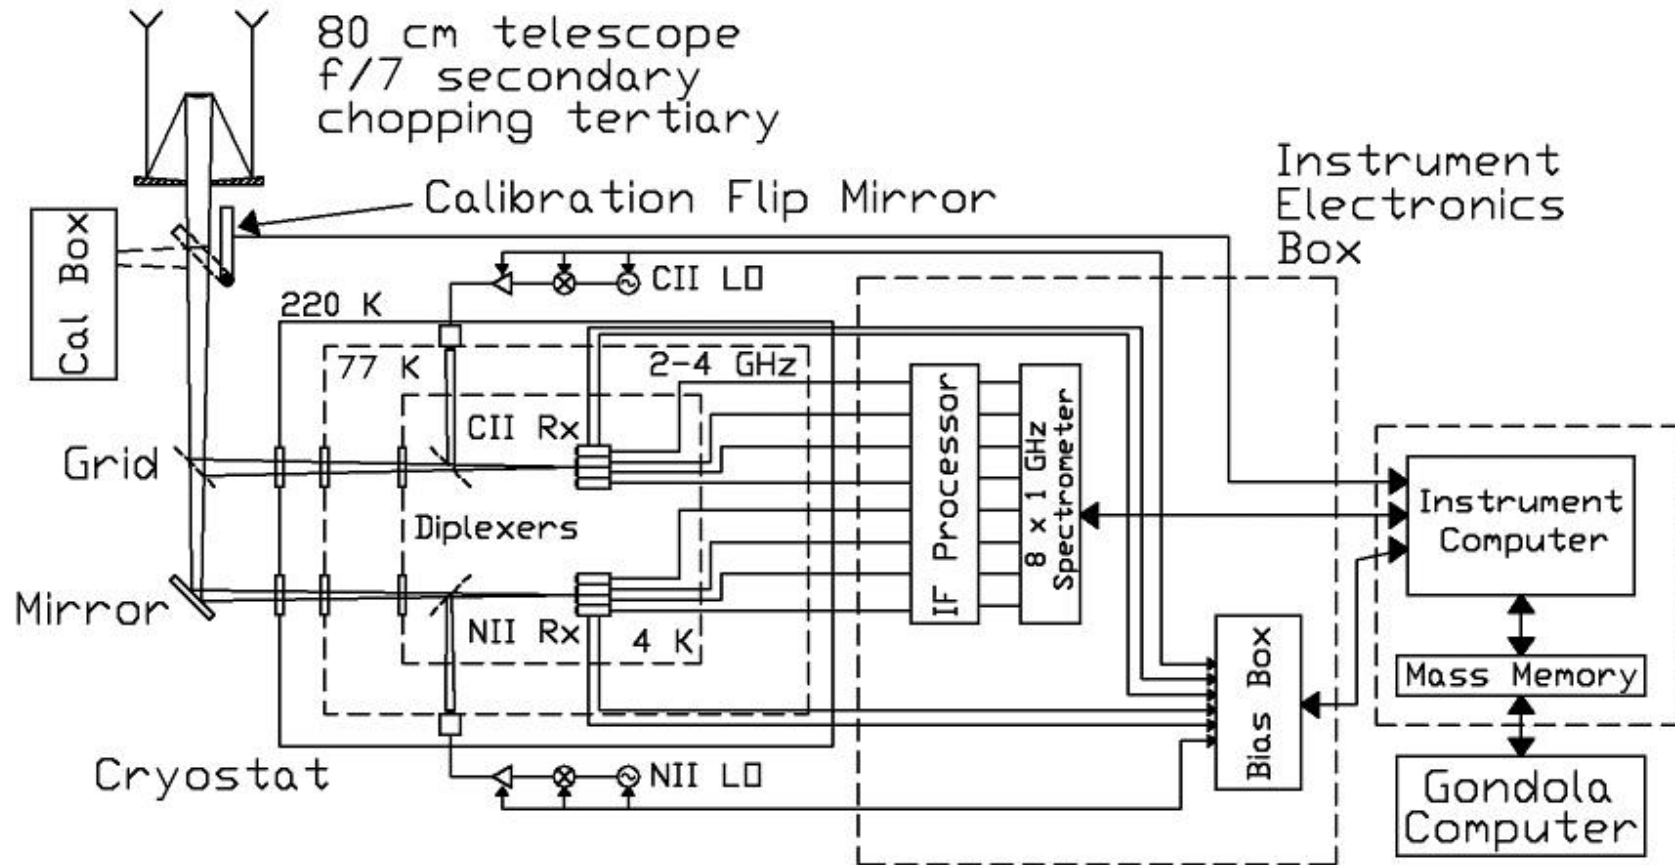 80 cm telescope
f/7 secondary
chopping tertiary
Calibration Flip Mirror
Instrument
Electronics
Box
Cal Box
CII LO
220 K
77 K
2-4 GHz
CII Rx
Grid
Diplexers
IF Processor
8 x 1 GHz
Spectrometer
Instrument
Computer
Mirror
NII Rx
4 K
Bias Box
Mass Memory
Cryostat
NII LO
Gondola
Computer